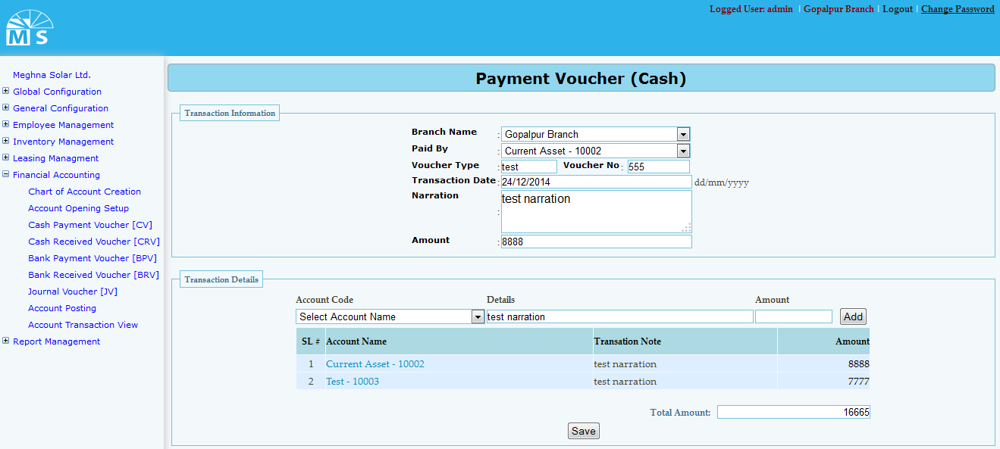 Logged User: admin | Gopalpur Branch | Logout | Change Password
M S
Payment Voucher (Cash)
Meghna Solar Ltd.
Global Configuration
General Configuration
Employee Management
Inventory Management
Leasing Managment
Financial Accounting
Chart of Account Creation
Account Opening Setup
Cash Payment Voucher [CV]
Cash Received Voucher [CRV]
Bank Payment Voucher [BPV]
Bank Received Voucher [BRV]
Journal Voucher [JV]
Account Posting
Account Transaction View
Report Management
Transaction Information
Branch Name : Gopalpur Branch
Paid By : Current Asset - 10002
Voucher Type : test Voucher No : 555
Transaction Date : 24/12/2014 dd/mm/yyyy
Narration : test narration
Amount : 8888
Transaction Details
Account Code Details Amount
Select Account Name test narration Add
SL # Account Name Transation Note Amount
1 Current Asset - 10002 test narration 8888
2 Test - 10003 test narration 7777
Total Amount: 16665
Save